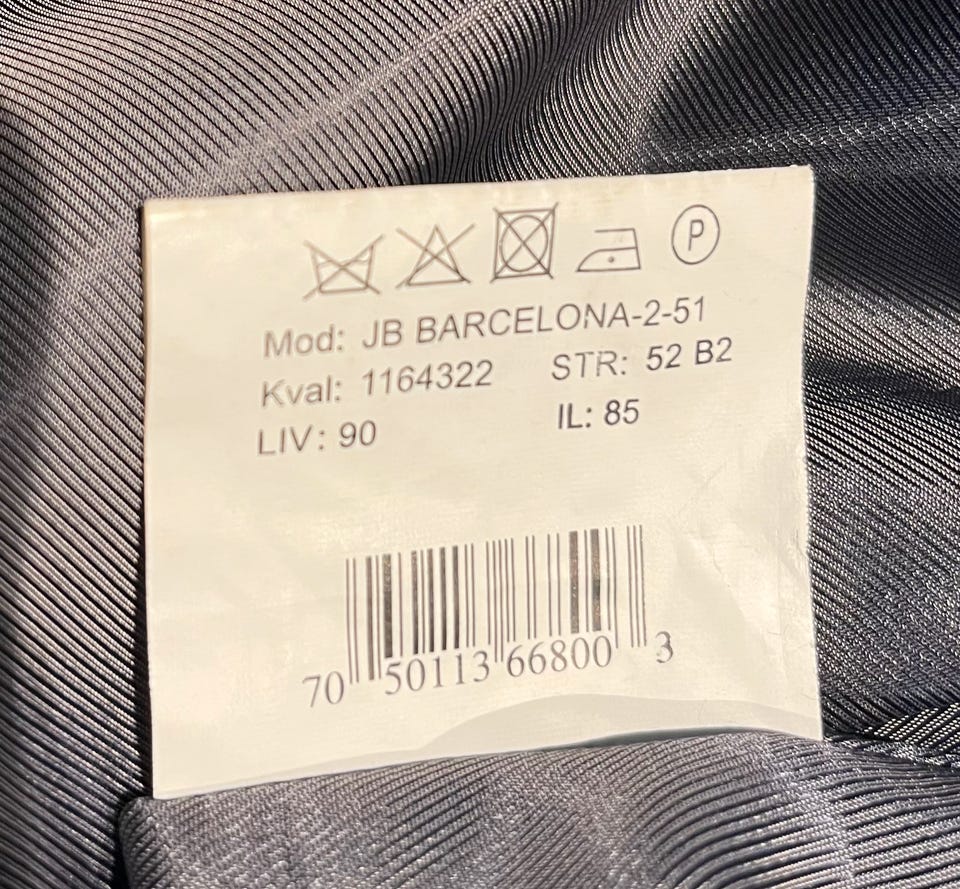 P
Mod: JB BARCELONA-2-51
Kval: 1164322 STR: 52 B2
LIV: 90 IL: 85
70 50113 66800 3